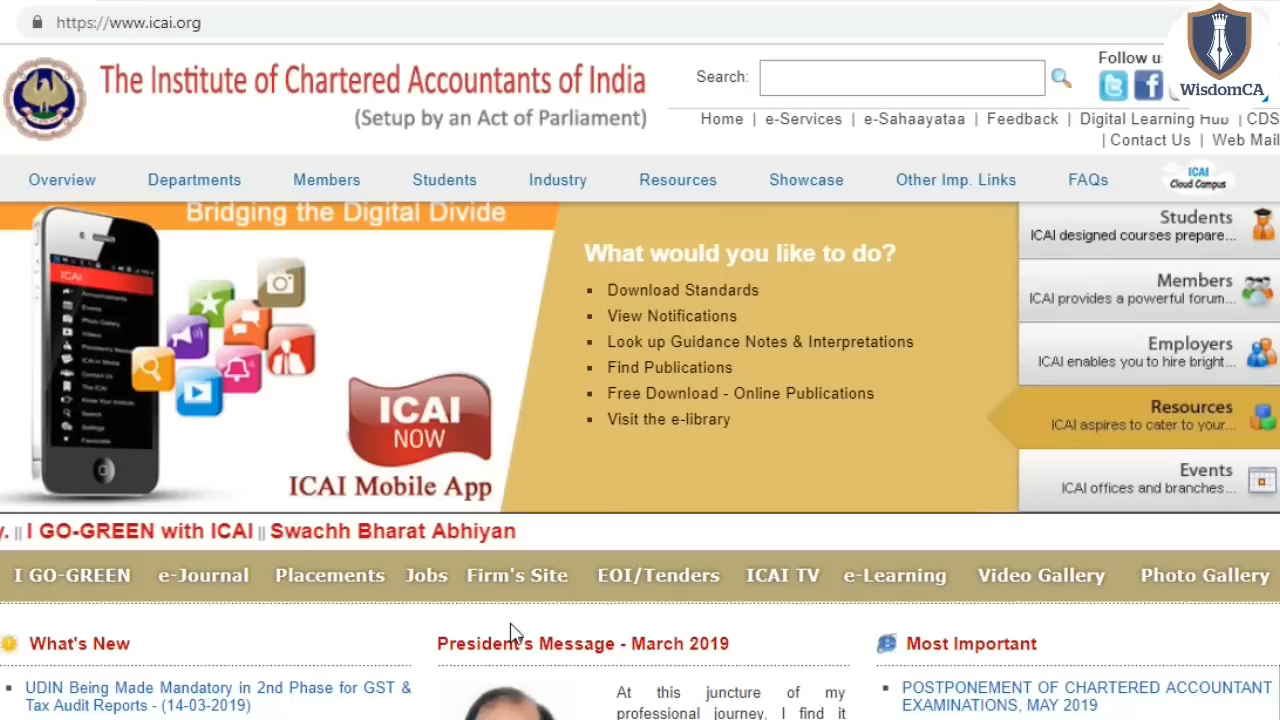 https://www.icai.org
WisdomCA
The Institute of Chartered Accountants of India
(Setup by an Act of Parliament)
Search:
Follow u
Home | e-Services | e-Sahaayataa | Feedback | Digital Learning Hub | CDS
| Contact Us | Web Mail
Overview Departments Members Students Industry Resources Showcase Other Imp. Links FAQs ICAI
Cloud Campus
Bridging the Digital Divide
ICAI
ICAI
NOW
ICAI Mobile App
What would you like to do?
Download Standards
View Notifications
Look up Guidance Notes & Interpretations
Find Publications
Free Download - Online Publications
Visit the e-library
Students
ICAI designed courses prepare...
Members
ICAI provides a powerful forum...
Employers
ICAI enables you to hire bright...
Resources
ICAI aspires to cater to your...
Events
ICAI offices and branches...
y. || I GO-GREEN with ICAI || Swachh Bharat Abhiyan
I GO-GREEN e-Journal Placements Jobs Firm's Site EOI/Tenders ICAI TV e-Learning Video Gallery Photo Gallery
What's New
UDIN Being Made Mandatory in 2nd Phase for GST &
Tax Audit Reports - (14-03-2019)
President's Message - March 2019
At this juncture of my
professional journey, I find it
Most Important
POSTPONEMENT OF CHARTERED ACCOUNTANT
EXAMINATIONS, MAY 2019